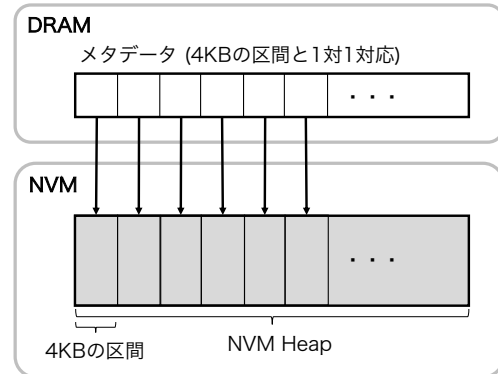 DRAM
メタデータ (4KBの区間と1対1対応)
・・・
NVM
・・・
4KBの区間
NVM Heap